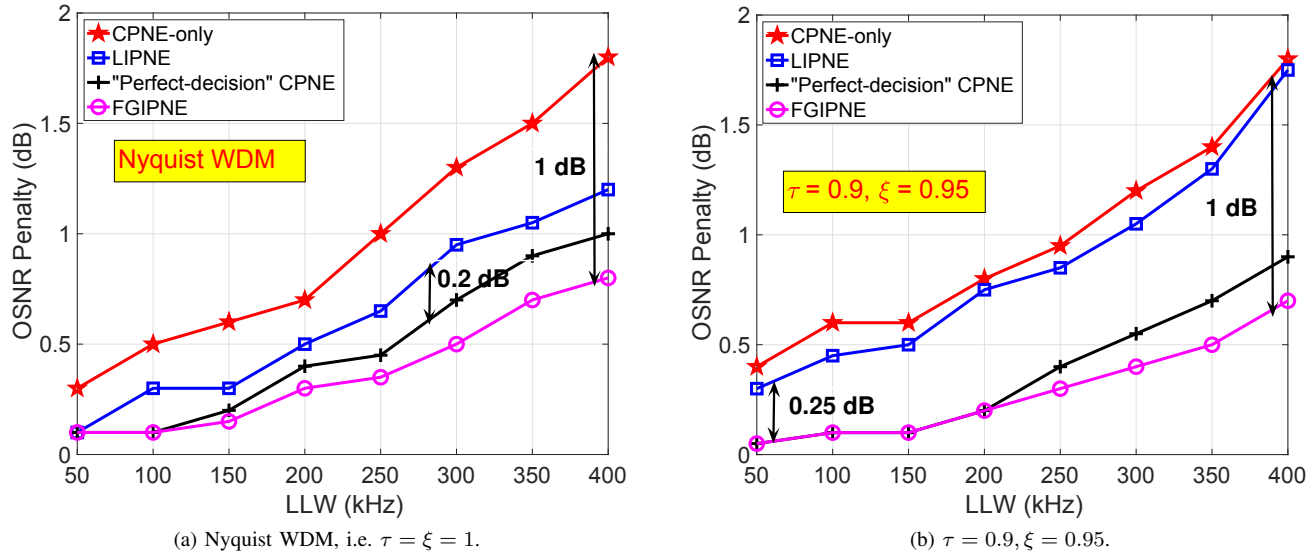 2
1.5
1
0.5
0
OSNR Penalty (dB)
CPNE-only
LIPNE
"Perfect-decision" CPNE
FGIPNE
Nyquist WDM
1 dB
0.2 dB
50 100 150 200 250 300 350 400
LLW (kHz)
(a) Nyquist WDM, i.e. τ = ξ = 1.
2
1.5
1
0.5
0
OSNR Penalty (dB)
CPNE-only
LIPNE
"Perfect-decision" CPNE
FGIPNE
τ = 0.9, ξ = 0.95
1 dB
0.25 dB
50 100 150 200 250 300 350 400
LLW (kHz)
(b) τ = 0.9, ξ = 0.95.